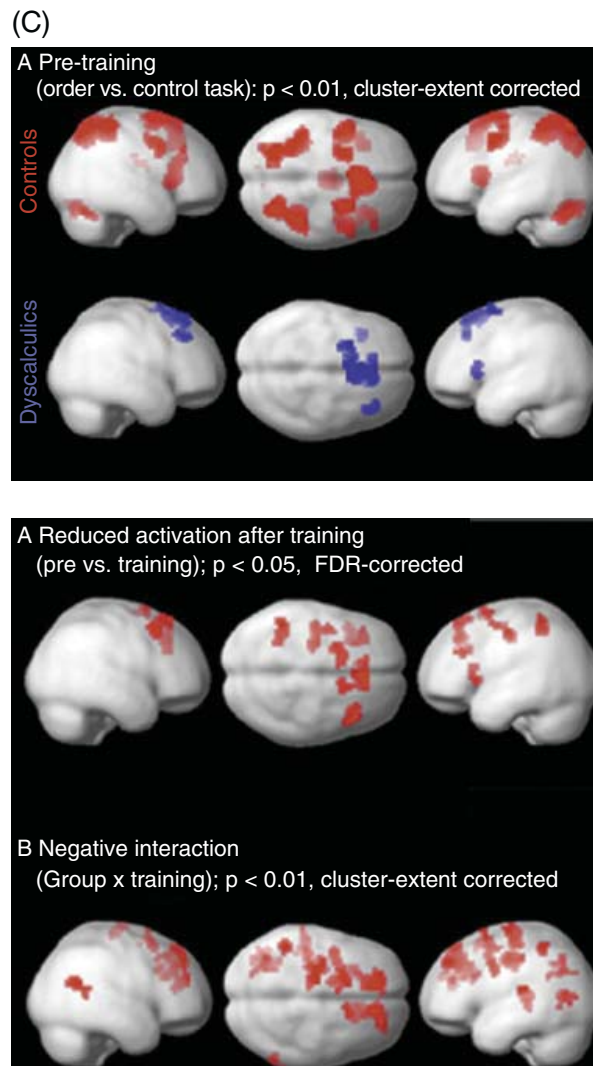 (C)
A Pre-training
(order vs. control task): p < 0.01, cluster-extent corrected
Controls
Dyscalculics
A Reduced activation after training
(pre vs. training); p < 0.05, FDR-corrected
B Negative interaction
(Group x training); p < 0.01, cluster-extent corrected